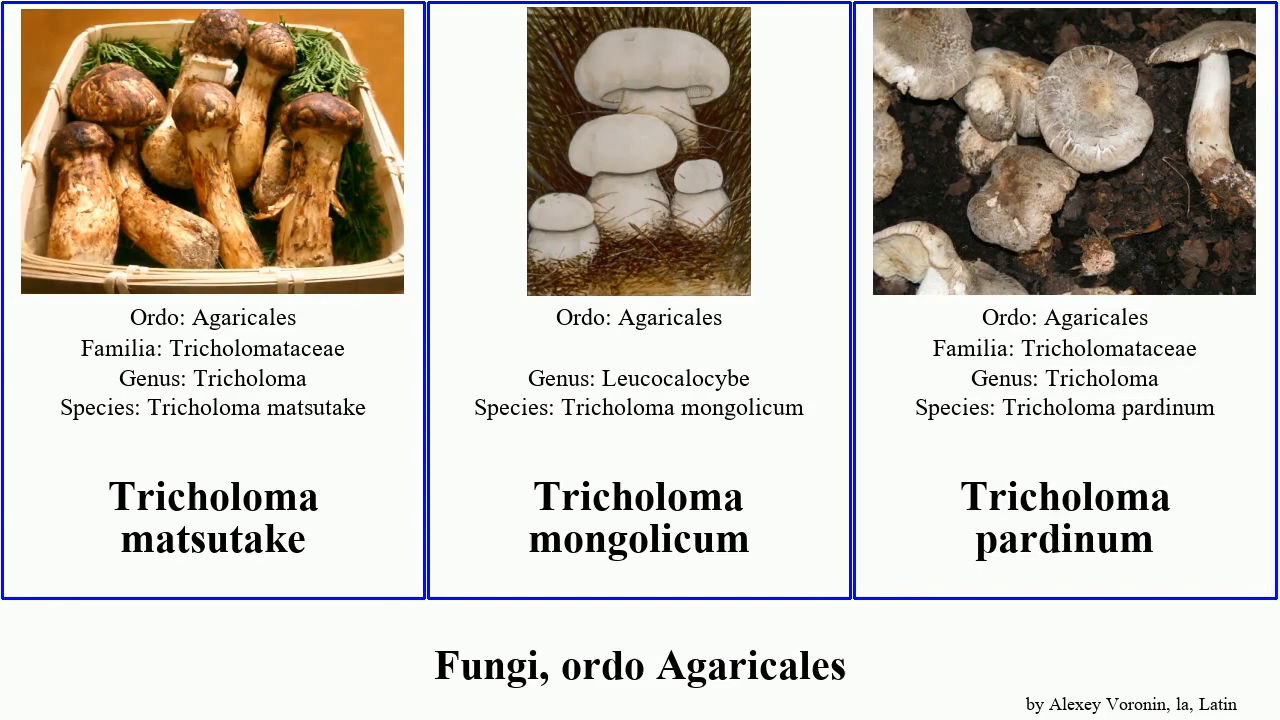 Ordo: Agaricales
Familia: Tricholomataceae
Genus: Tricholoma
Species: Tricholoma matsutake
Tricholoma
matsutake
Ordo: Agaricales
Genus: Leucocalocybe
Species: Tricholoma mongolicum
Tricholoma
mongolicum
Ordo: Agaricales
Familia: Tricholomataceae
Genus: Tricholoma
Species: Tricholoma pardinum
Tricholoma
pardinum
Fungi, ordo Agaricales
by Alexey Voronin, la, Latin